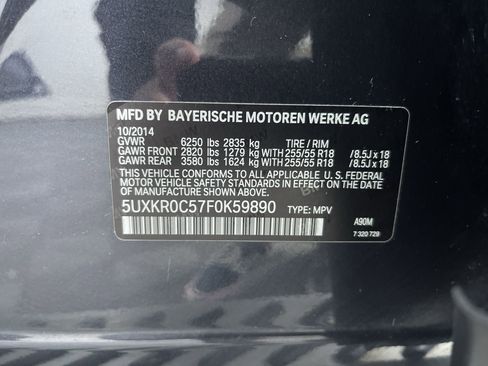 MFD BY BAYERISCHE MOTOREN WERKE AG
10/2014
GVWR 6250 lbs 2835 kg TIRE / RIM
GAWR FRONT 2820 lbs 1279 kg WITH 255/55 R18 / 8.5J x 18
GAWR REAR 3580 lbs 1624 kg WITH 255/55 R18 / 8.5J x 18
THIS VEHICLE CONFORMS TO ALL APPLICABLE U. S. FEDERAL
MOTOR VEHICLE SAFETY STANDARDS IN EFFECT ON THE DATE OF
MANUFACTURE SHOWN ABOVE.
5UXKR0C57F0K59890 TYPE: MPV
A90M
7 320 729